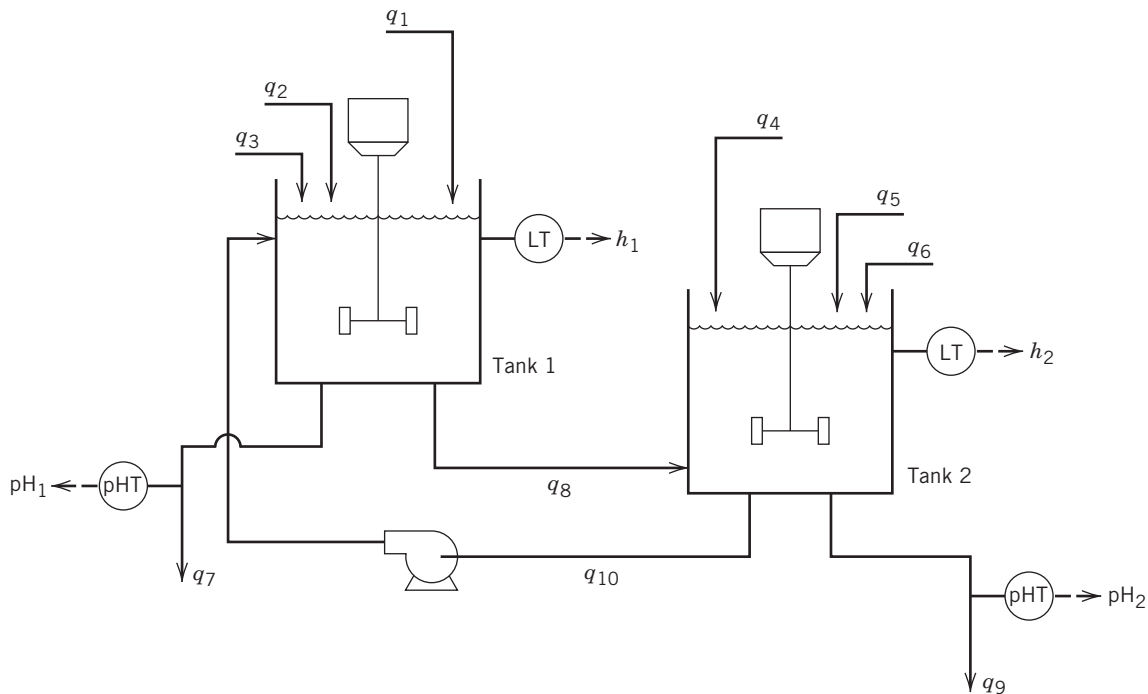 q1
q2
q3
q4
q5
q6
LT
h1
LT
h2
Tank 1
Tank 2
pH1
pHT
q8
q7
q10
pHT
pH2
q9